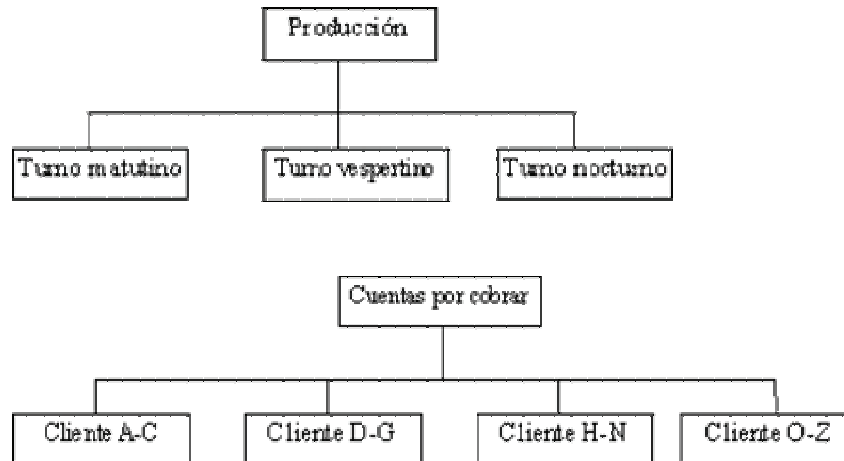 Producción
Turno matutino
Turno vespertino
Turno nocturno
Cuentas por cobrar
Cliente A-C
Cliente D-G
Cliente H-N
Cliente O-Z